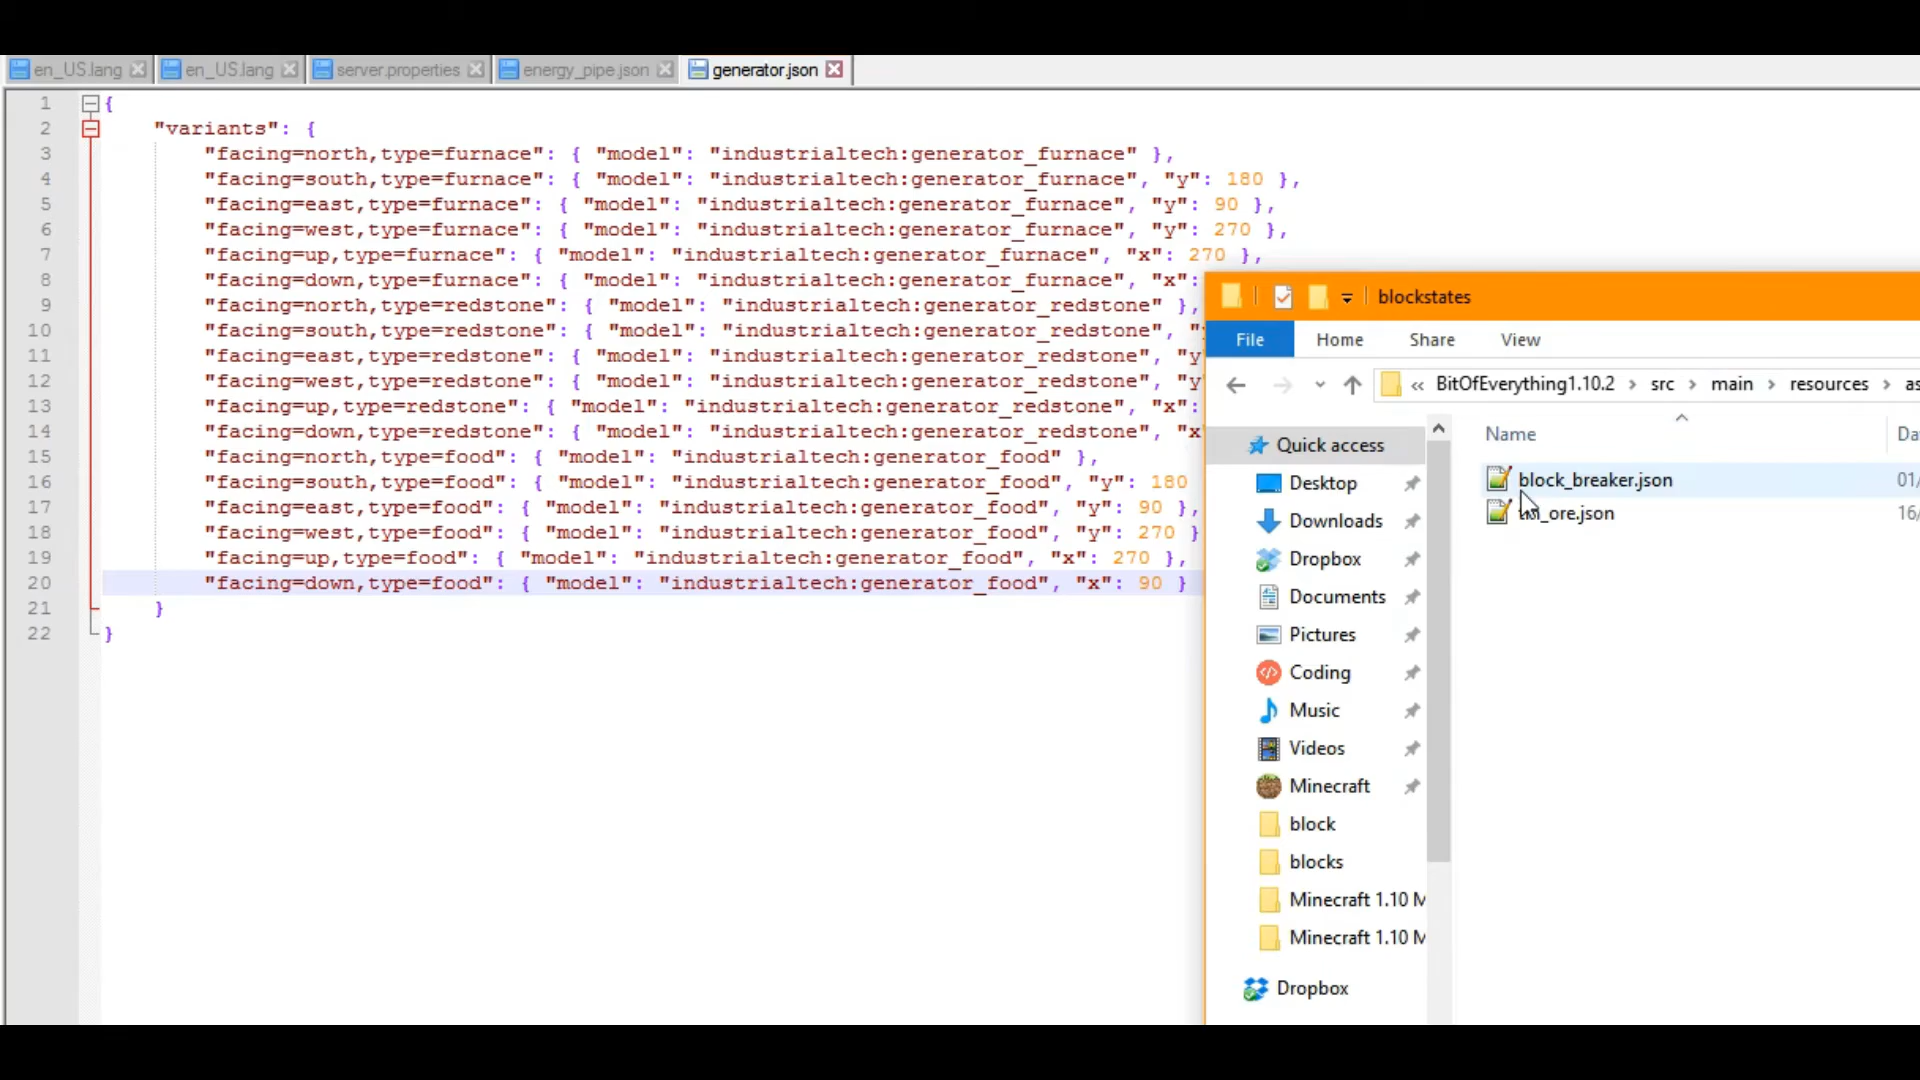 en_US.lang en_US.lang server.properties energy_pipe.json generator.json
1 {
2 "variants": {
3 "facing=north,type=furnace": { "model": "industrialtech:generator_furnace" },
4 "facing=south,type=furnace": { "model": "industrialtech:generator_furnace", "y": 180 },
5 "facing=east,type=furnace": { "model": "industrialtech:generator_furnace", "y": 90 },
6 "facing=west,type=furnace": { "model": "industrialtech:generator_furnace", "y": 270 },
7 "facing=up,type=furnace": { "model": "industrialtech:generator_furnace", "x": 270 },
8 "facing=down,type=furnace": { "model": "industrialtech:generator_furnace", "x":
9 "facing=north,type=redstone": { "model": "industrialtech:generator_redstone" },
10 "facing=south,type=redstone": { "model": "industrialtech:generator_redstone", "y
11 "facing=east,type=redstone": { "model": "industrialtech:generator_redstone", "y
12 "facing=west,type=redstone": { "model": "industrialtech:generator_redstone", "y
13 "facing=up,type=redstone": { "model": "industrialtech:generator_redstone", "x":
14 "facing=down,type=redstone": { "model": "industrialtech:generator_redstone", "x
15 "facing=north,type=food": { "model": "industrialtech:generator_food" },
16 "facing=south,type=food": { "model": "industrialtech:generator_food", "y": 180
17 "facing=east,type=food": { "model": "industrialtech:generator_food", "y": 90 },
18 "facing=west,type=food": { "model": "industrialtech:generator_food", "y": 270 }
19 "facing=up,type=food": { "model": "industrialtech:generator_food", "x": 270 },
20 "facing=down,type=food": { "model": "industrialtech:generator_food", "x": 90 }
21 }
22 }
blockstates
File Home Share View
« BitOfEverything1.10.2 > src > main > resources > as
Name Da
Quick access
Desktop
Downloads
Dropbox
Documents
Pictures
Coding
Music
Videos
Minecraft
block
blocks
Minecraft 1.10 M
Minecraft 1.10 M
Dropbox
block_breaker.json 01/
_ore.json 16/